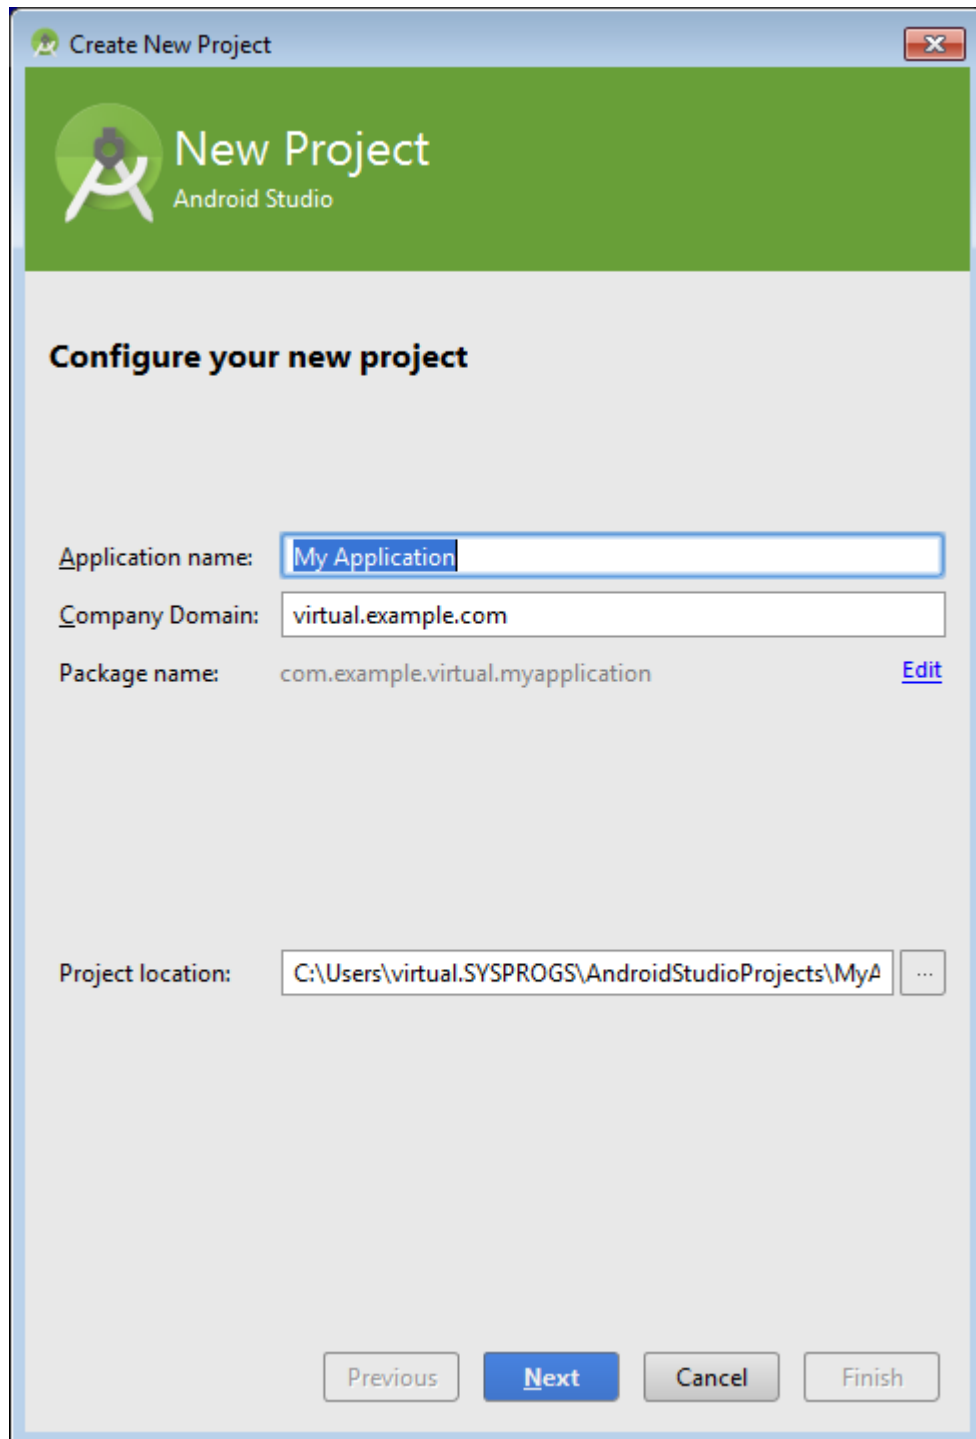 Create New Project
New Project
Android Studio
Configure your new project
Application name: My Application
Company Domain: virtual.example.com
Package name: com.example.virtual.myapplication Edit
Project location: C:\Users\virtual.SYSPROGS\AndroidStudioProjects\MyA ...
Previous Next Cancel Finish